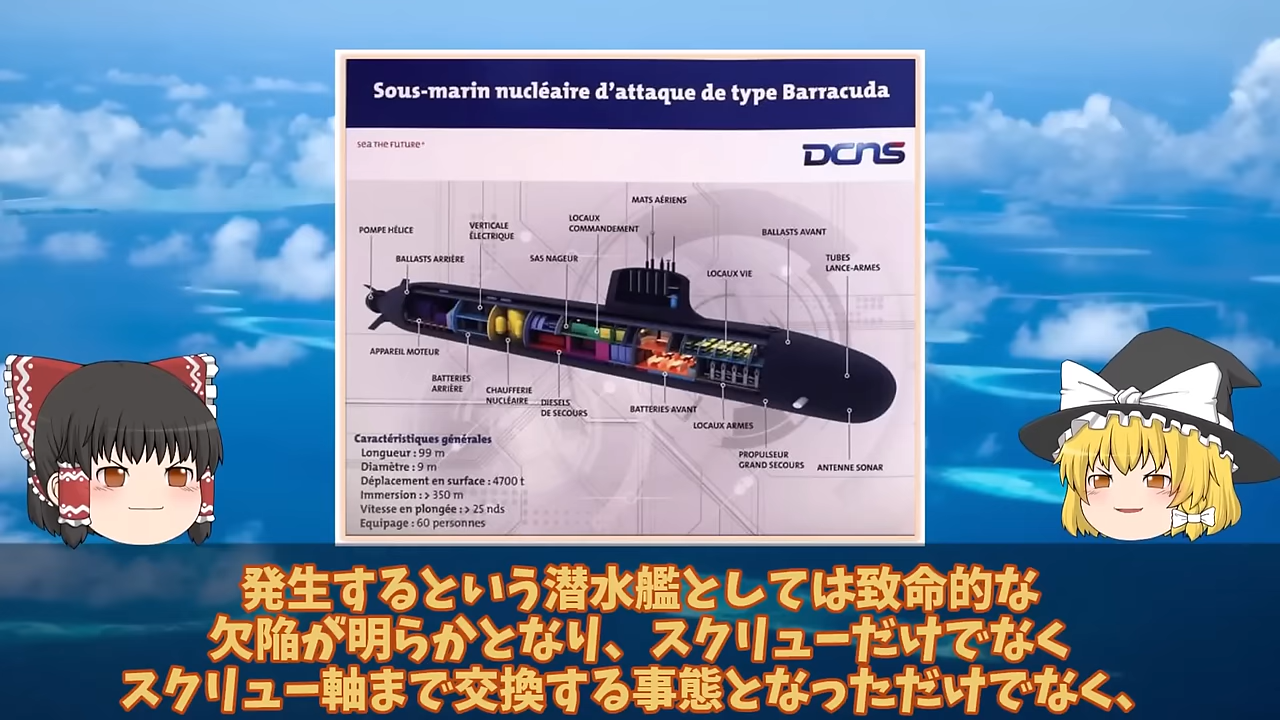 Sous-marin nucléaire d'attaque de type Barracuda
SEA THE FUTURE+
DCNS
MATS AÉRIENS
LOCAUX
COMMANDEMENT
VERTICALE
ÉLECTRIQUE
POMPE HÉLICE
BALLASTS AVANT
BALLASTS ARRIÈRE
SAS NAGEUR
TUBES
LANCE-ARMES
LOCAUX VIE
APPAREIL MOTEUR
BATTERIES
ARRIÈRE
CHAUFFERIE
NUCLÉAIRE
DIESELS
DE SECOURS
BATTERIES AVANT
LOCAUX ARMES
PROPULSEUR
GRAND SECOURS
ANTENNE SONAR
Caractéristiques générales
Longueur : 99 m
Diamètre : 9 m
Déplacement en surface : 4700 t
Immersion : > 350 m
Vitesse en plongée : > 25 nds
Equipage : 60 personnes
発生するという潜水艦としては致命的な
欠陥が明らかとなり、スクリューだけでなく
スクリュー軸まで交換する事態となっただけでなく、